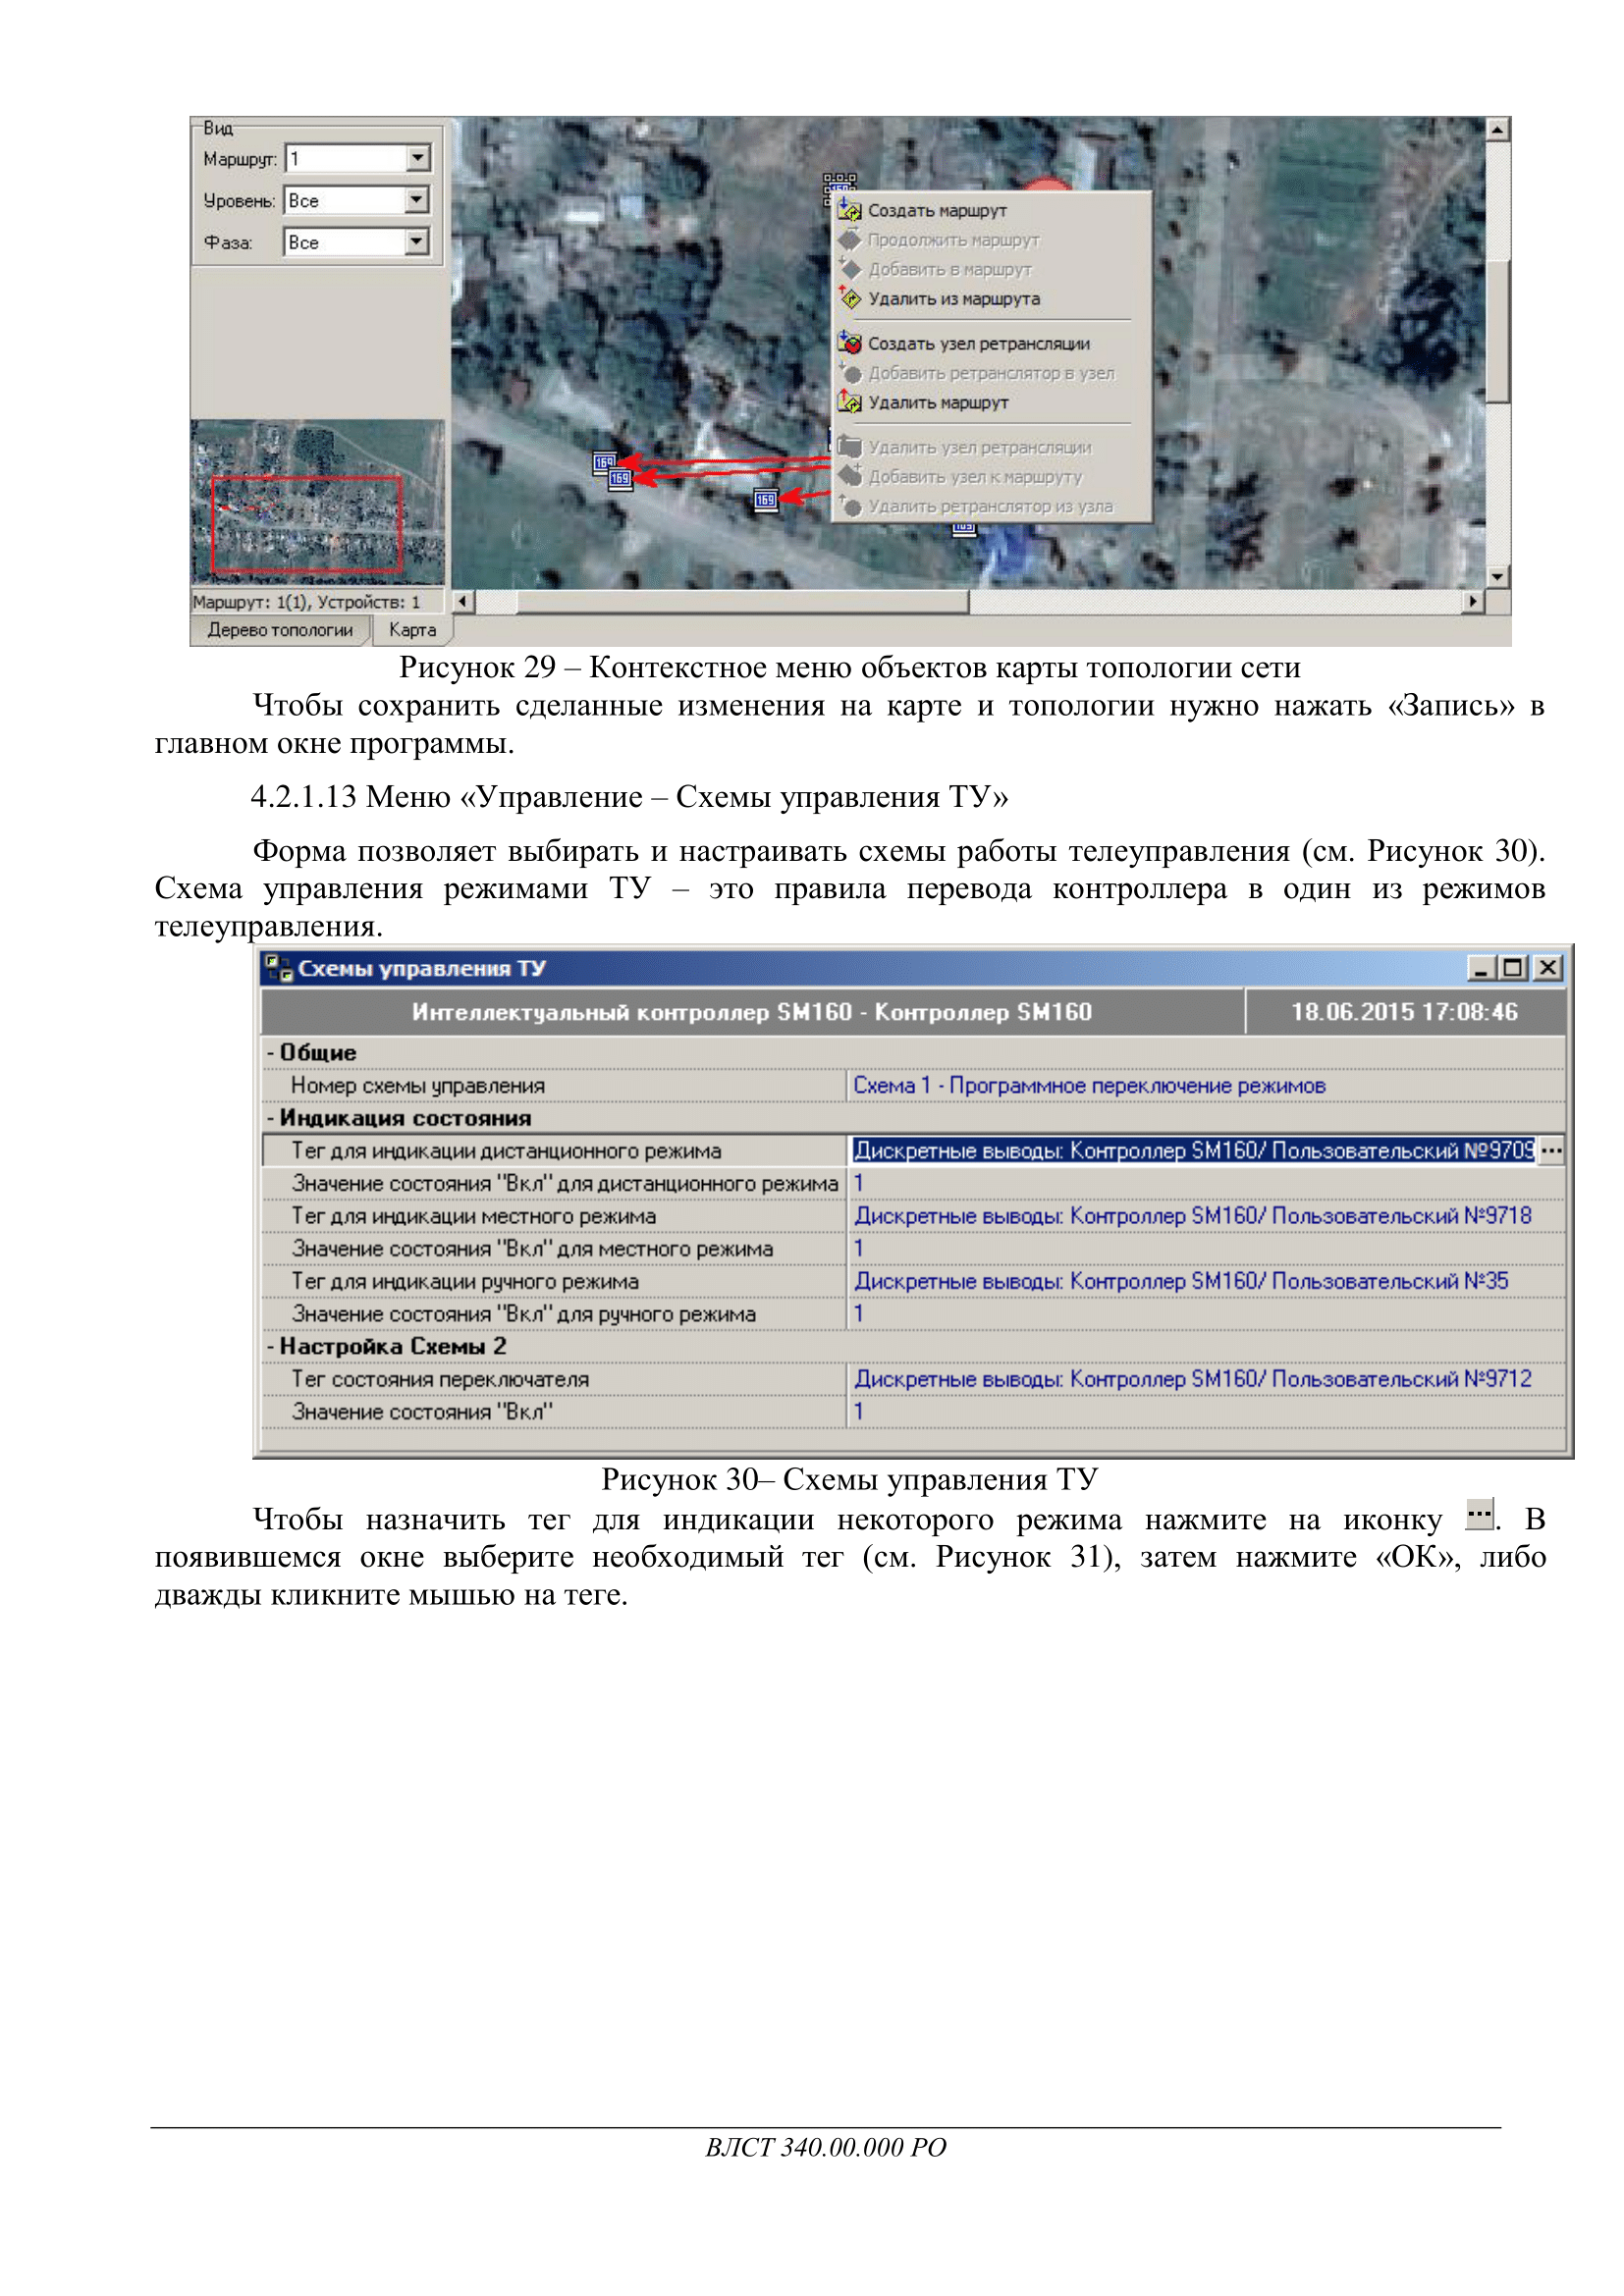 Вид
Маршрут: 1
Уровень: Все
Фаза: Все
Создать маршрут
Продолжить маршрут
Добавить в маршрут
Удалить из маршрута
Создать узел ретрансляции
Добавить ретранслятор в узел
Удалить маршрут
Удалить узел ретрансляции
Добавить узел к маршруту
Удалить ретранслятор из узла
169
169
169
169
169
Маршрут: 1(1), Устройств: 1
Дерево топологии Карта
Рисунок 29 – Контекстное меню объектов карты топологии сети
Чтобы сохранить сделанные изменения на карте и топологии нужно нажать «Запись» в
главном окне программы.
4.2.1.13 Меню «Управление – Схемы управления ТУ»
Форма позволяет выбирать и настраивать схемы работы телеуправления (см. Рисунок 30).
Схема управления режимами ТУ – это правила перевода контроллера в один из режимов
телеуправления.
Схемы управления ТУ
Интеллектуальный контроллер SM160 - Контроллер SM160 18.06.2015 17:08:46
- Общие
Номер схемы управления Схема 1 - Программное переключение режимов
- Индикация состояния
Тег для индикации дистанционного режима Дискретные выводы: Контроллер SM160/ Пользовательский №9709 ...
Значение состояния "Вкл" для дистанционного режима 1
Тег для индикации местного режима Дискретные выводы: Контроллер SM160/ Пользовательский №9718
Значение состояния "Вкл" для местного режима 1
Тег для индикации ручного режима Дискретные выводы: Контроллер SM160/ Пользовательский №35
Значение состояния "Вкл" для ручного режима 1
- Настройка Схемы 2
Тег состояния переключателя Дискретные выводы: Контроллер SM160/ Пользовательский №9712
Значение состояния "Вкл" 1
Рисунок 30– Схемы управления ТУ
Чтобы назначить тег для индикации некоторого режима нажмите на иконку .... В
появившемся окне выберите необходимый тег (см. Рисунок 31), затем нажмите «ОК», либо
дважды кликните мышью на теге.
ВЛСТ 340.00.000 РО